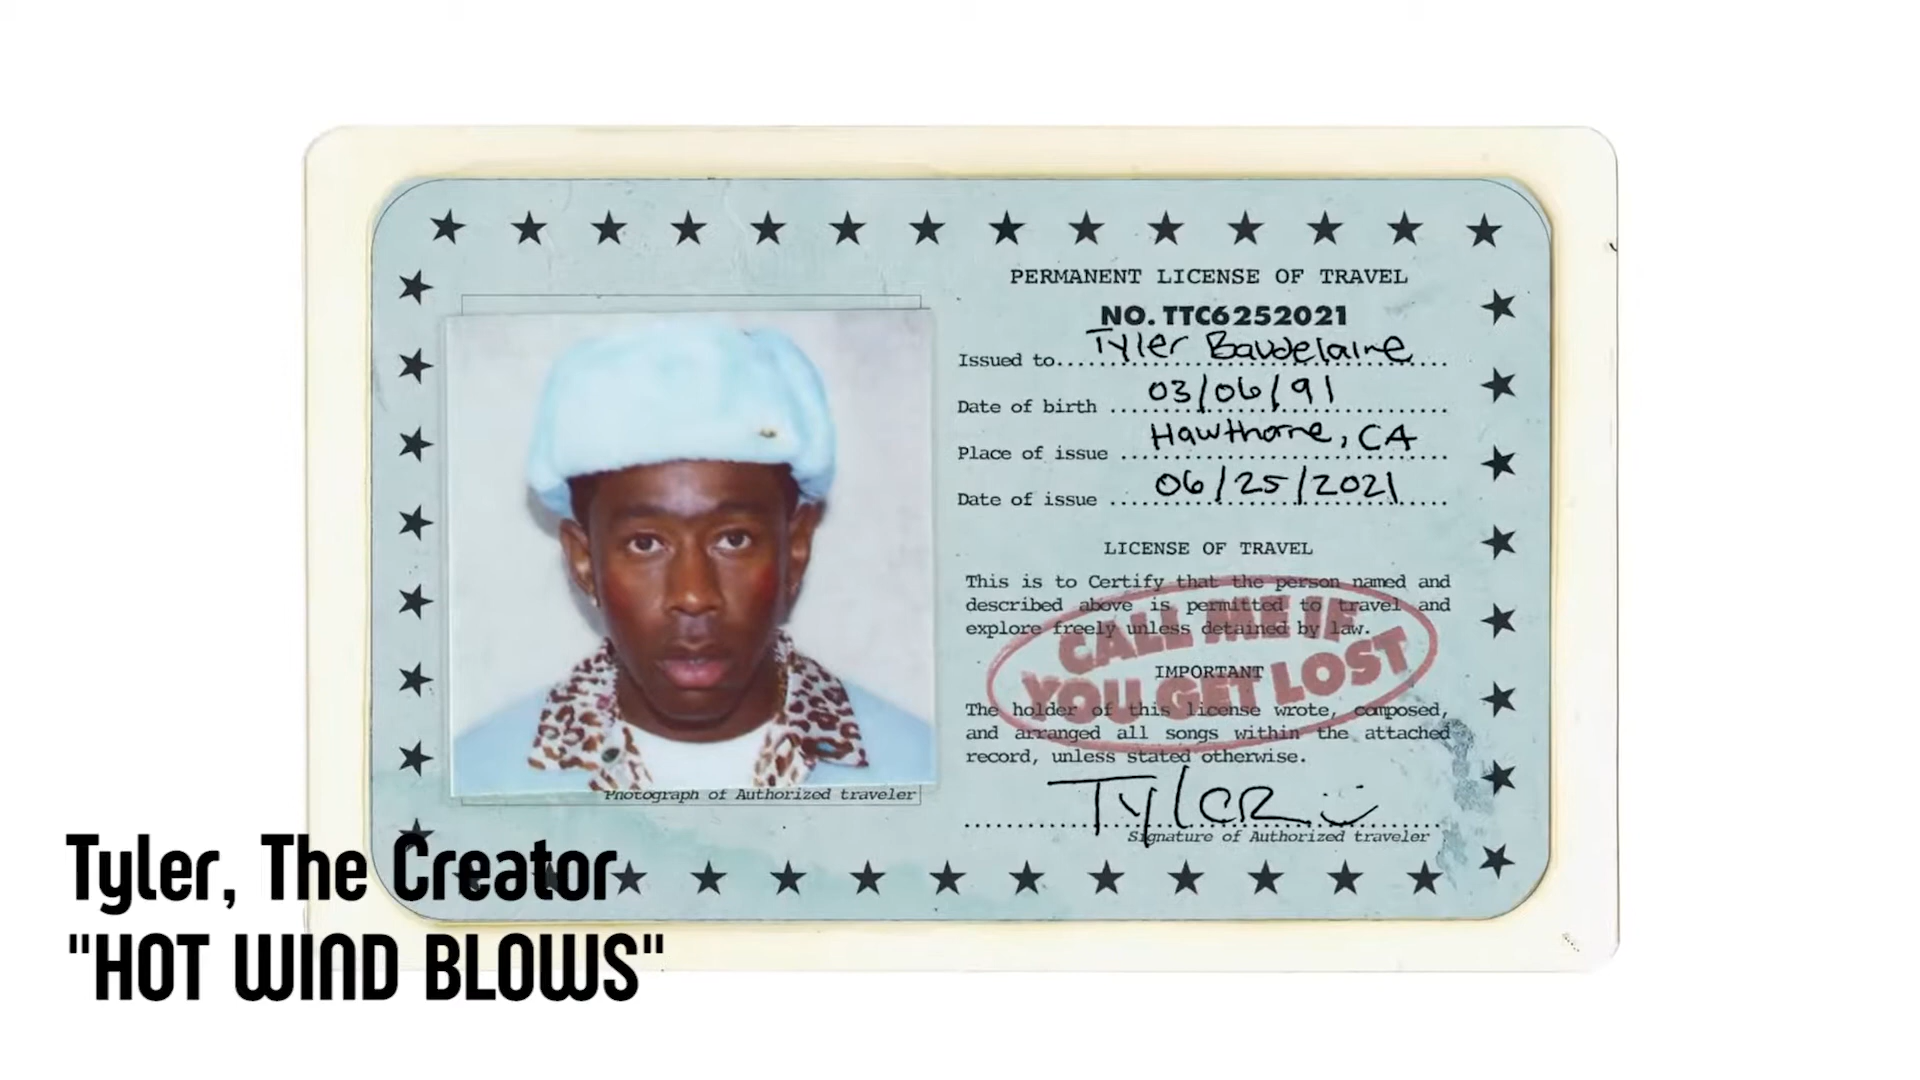 PERMANENT LICENSE OF TRAVEL
NO. TTC6252021
Issued to.... Tyler Baudelaire ....
Date of birth .... 03/06/91 ....
Place of issue .... Hawthorne, CA ....
Date of issue .... 06/25/2021 ....
LICENSE OF TRAVEL
This is to Certify that the person named and
described above is permitted to travel and
explore freely unless detained by law.
CALL ME IF
YOU GET LOST
IMPORTANT
The holder of this license wrote, composed,
and arranged all songs within the attached
record, unless stated otherwise.
Tyler
Signature of Authorized traveler
Photograph of Authorized traveler
Tyler, The Creator
"HOT WIND BLOWS"